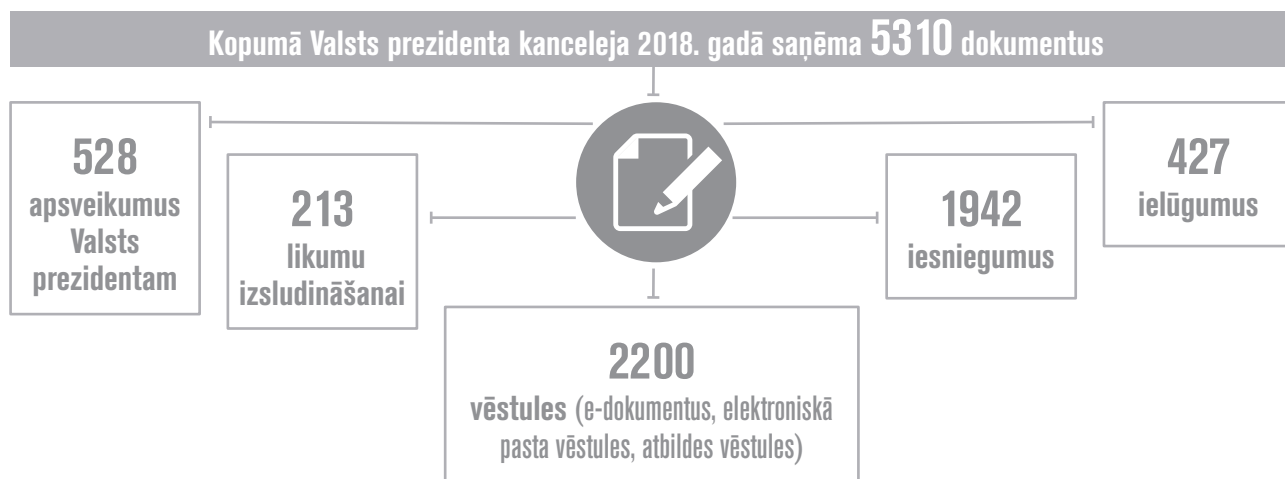 Kopumā Valsts prezidenta kanceleja 2018. gadā saņēma 5310 dokumentus
528
apsveikumus
Valsts
prezidentam
213
likumu
izsludināšanai
2200
vēstules (e-dokumentus, elektroniskā
pasta vēstules, atbildes vēstules)
1942
iesniegumus
427
ielūgumus